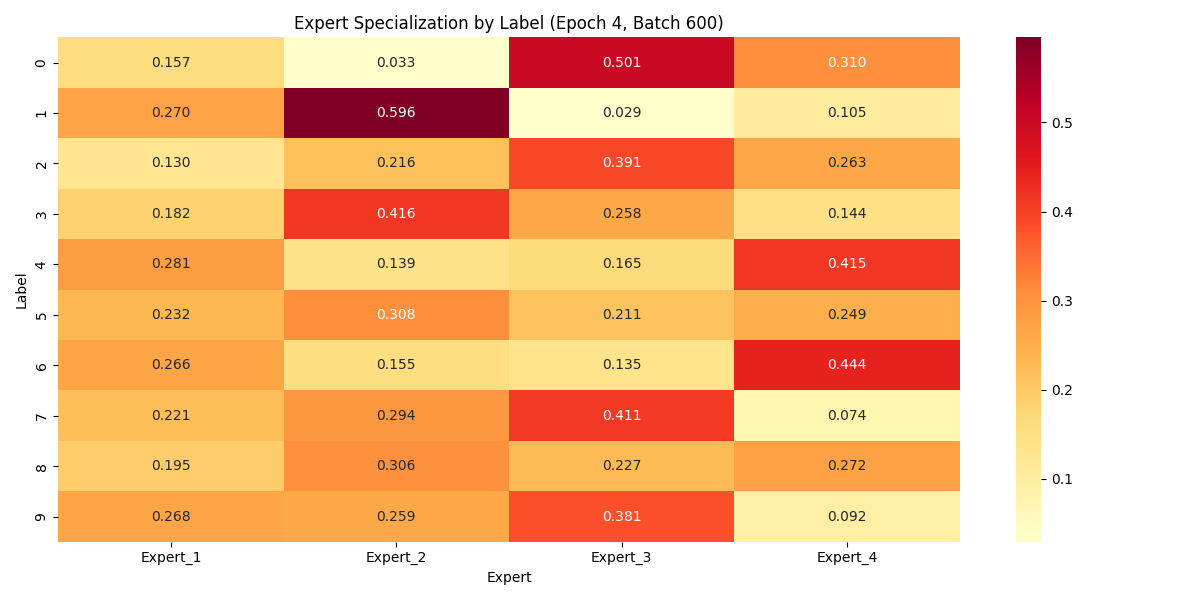 Expert Specialization by Label (Epoch 4, Batch 600)
0 0.157 0.033 0.501 0.310
1 0.270 0.596 0.029 0.105
2 0.130 0.216 0.391 0.263
3 0.182 0.416 0.258 0.144
4 0.281 0.139 0.165 0.415
5 0.232 0.308 0.211 0.249
6 0.266 0.155 0.135 0.444
7 0.221 0.294 0.411 0.074
8 0.195 0.306 0.227 0.272
9 0.268 0.259 0.381 0.092
Label
Expert_1 Expert_2 Expert_3 Expert_4
Expert
0.5
0.4
0.3
0.2
0.1